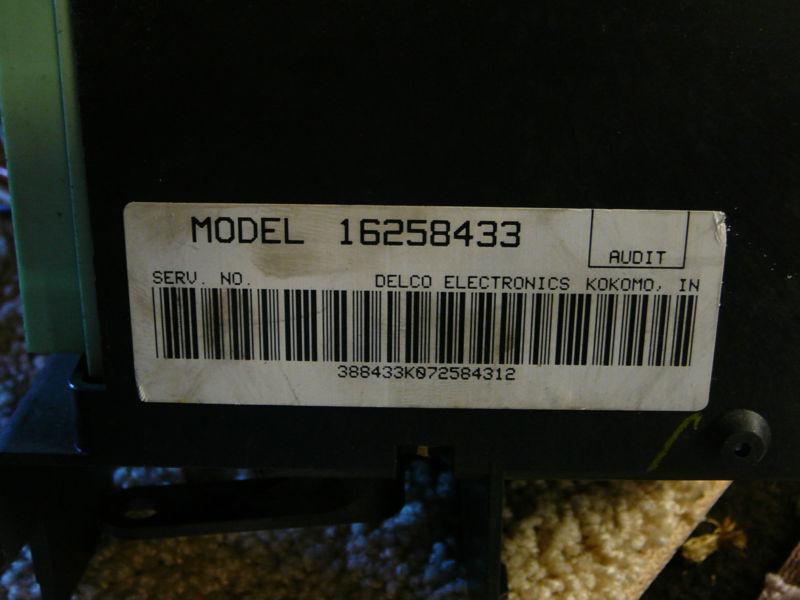 MODEL 16258433
AUDIT
SERV. NO. DELCO ELECTRONICS KOKOMO, IN
388433K072584312